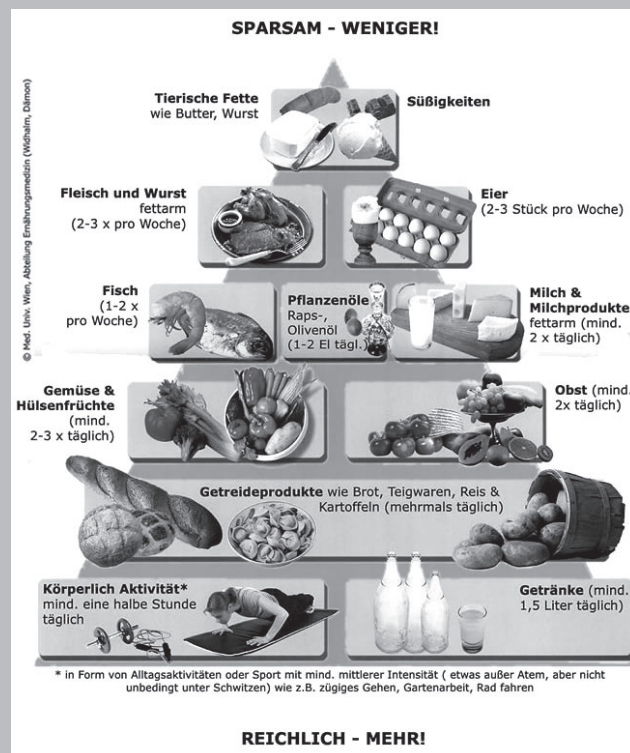 SPARSAM - WENIGER!
© Med. Univ. Wien, Abteilung Ernährungsmedizin (Widhalm, Dämon)
Tierische Fette
wie Butter, Wurst
Süßigkeiten
Fleisch und Wurst
fettarm
(2-3 x pro Woche)
Eier
(2-3 Stück pro Woche)
Fisch
(1-2 x
pro Woche)
Pflanzenöle
Raps-,
Olivenöl
(1-2 El tägl.)
Milch &
Milchprodukte
fettarm (mind.
2 x täglich)
Gemüse &
Hülsenfrüchte
(mind.
2-3 x täglich)
Obst (mind.
2x täglich)
Getreideprodukte wie Brot, Teigwaren, Reis &
Kartoffeln (mehrmals täglich)
Körperlich Aktivität*
mind. eine halbe Stunde
täglich
Getränke (mind.
1,5 Liter täglich)
* in Form von Alltagsaktivitäten oder Sport mit mind. mittlerer Intensität ( etwas außer Atem, aber nicht
unbedingt unter Schwitzen) wie z.B. zügiges Gehen, Gartenarbeit, Rad fahren
REICHLICH - MEHR!